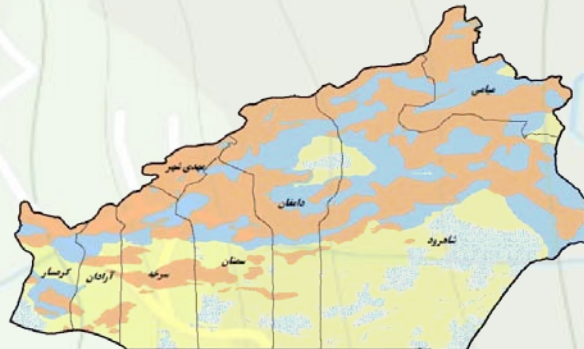 میامی
مهدی شهر
دامغان
شاهرود
سمنان
سرخه
آرادان
گرمسار